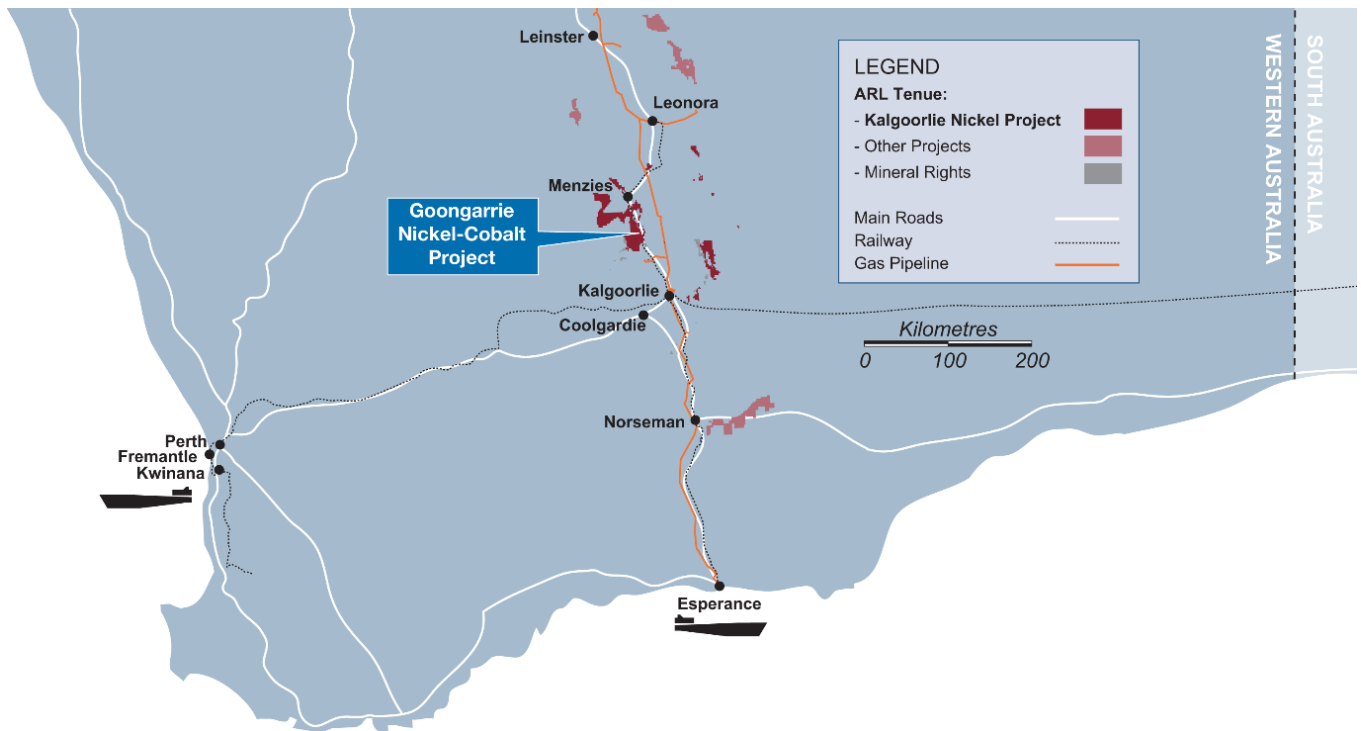 Leinster
Leonora
Menzies
Goongarrie
Nickel-Cobalt
Project
Kalgoorlie
Coolgardie
Norseman
Perth
Fremantle
Kwinana
Esperance
LEGEND
ARL Tenue:
- Kalgoorlie Nickel Project
- Other Projects
- Mineral Rights
Main Roads
Railway
Gas Pipeline
Kilometres
0 100 200
WESTERN AUSTRALIA
SOUTH AUSTRALIA